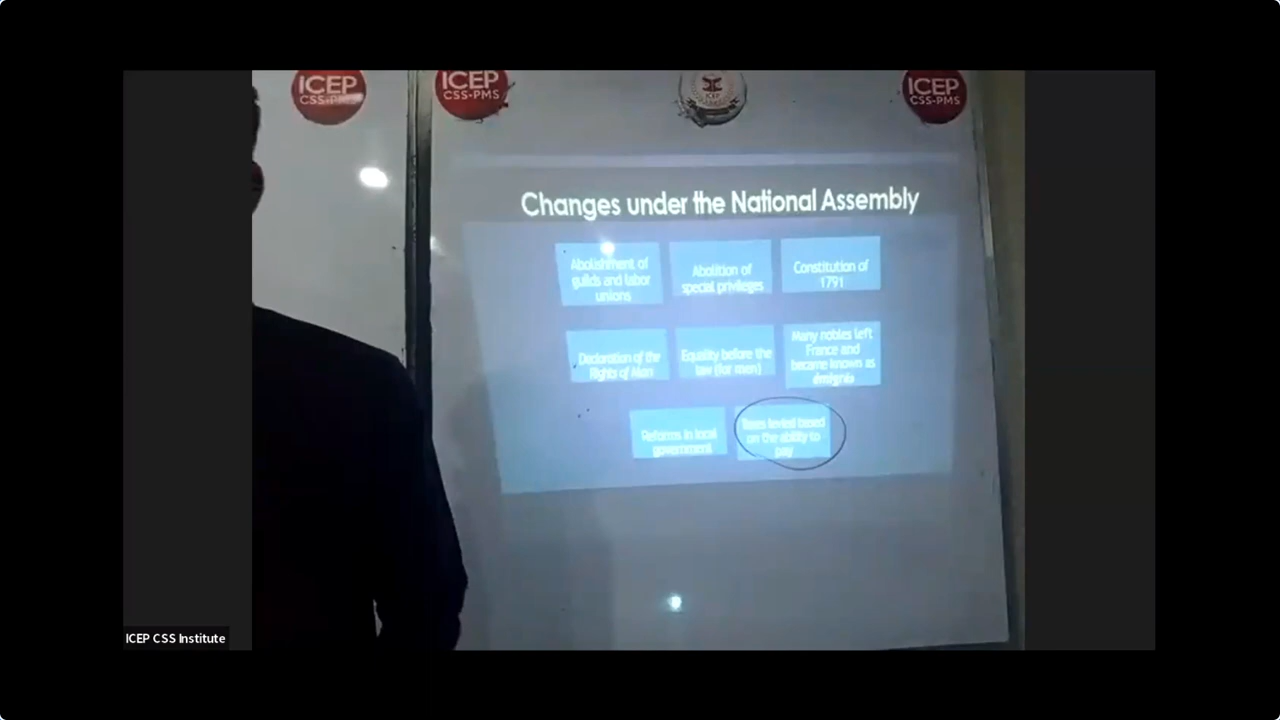 ICEP
CSS-PMS
ICEP
CSS-PMS
ICEP
ICEP
CSS-PMS
Changes under the National Assembly
Abolishment of
guilds and labor
unions
Abolition of
special privileges
Constitution of
1791
Declaration of the
Rights of Man
Equality before the
law (for men)
Many nobles left
France and
became known as
émigrés
Reforms in local
government
Taxes levied based
on the ability to
pay
ICEP CSS Institute